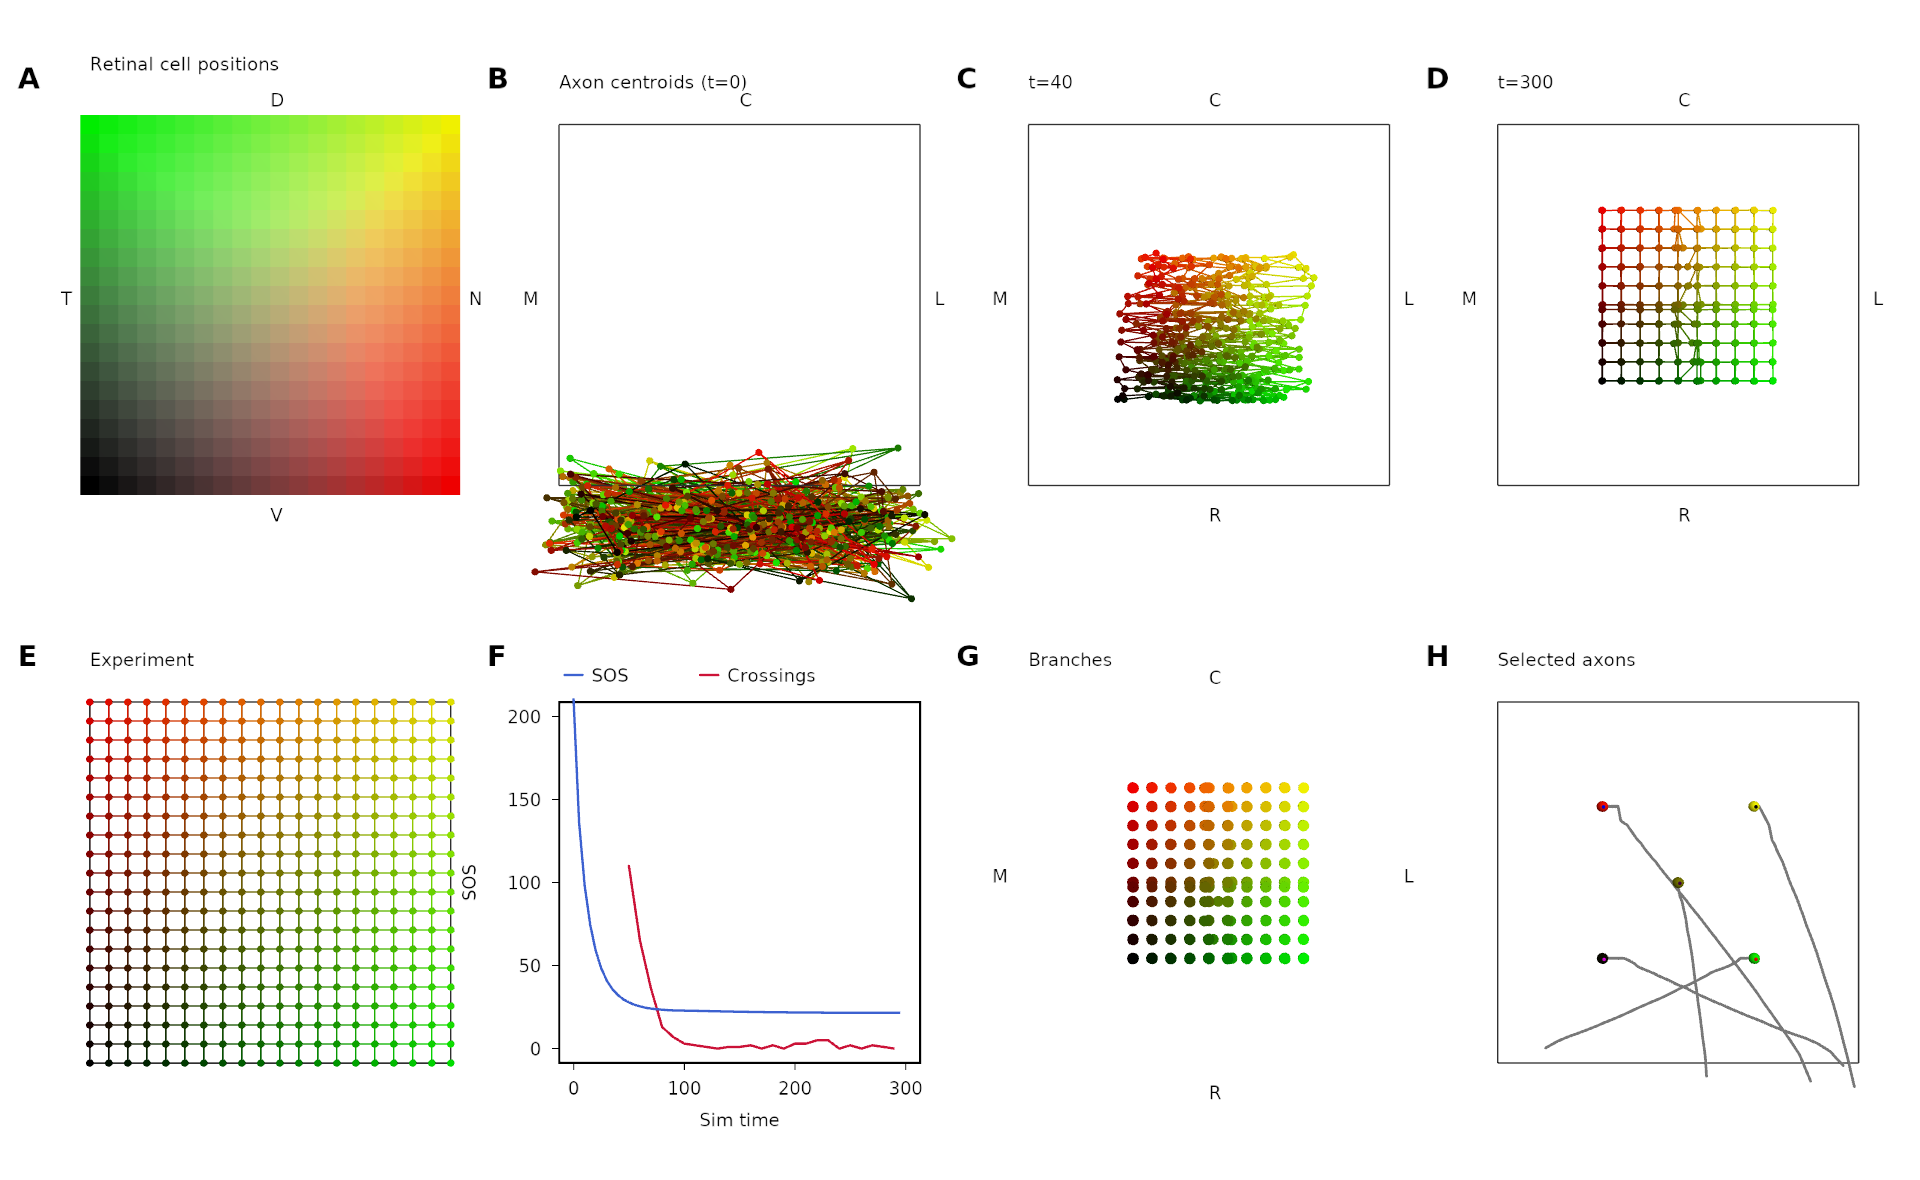 A
Retinal cell positions
D
T
N
V
B
Axon centroids (t=0)
C
M
L
C
t=40
C
M
L
R
D
t=300
C
M
L
R
E
Experiment
F
SOS
Crossings
SOS
200
150
100
50
0
0
100
200
300
Sim time
G
Branches
C
M
L
R
H
Selected axons